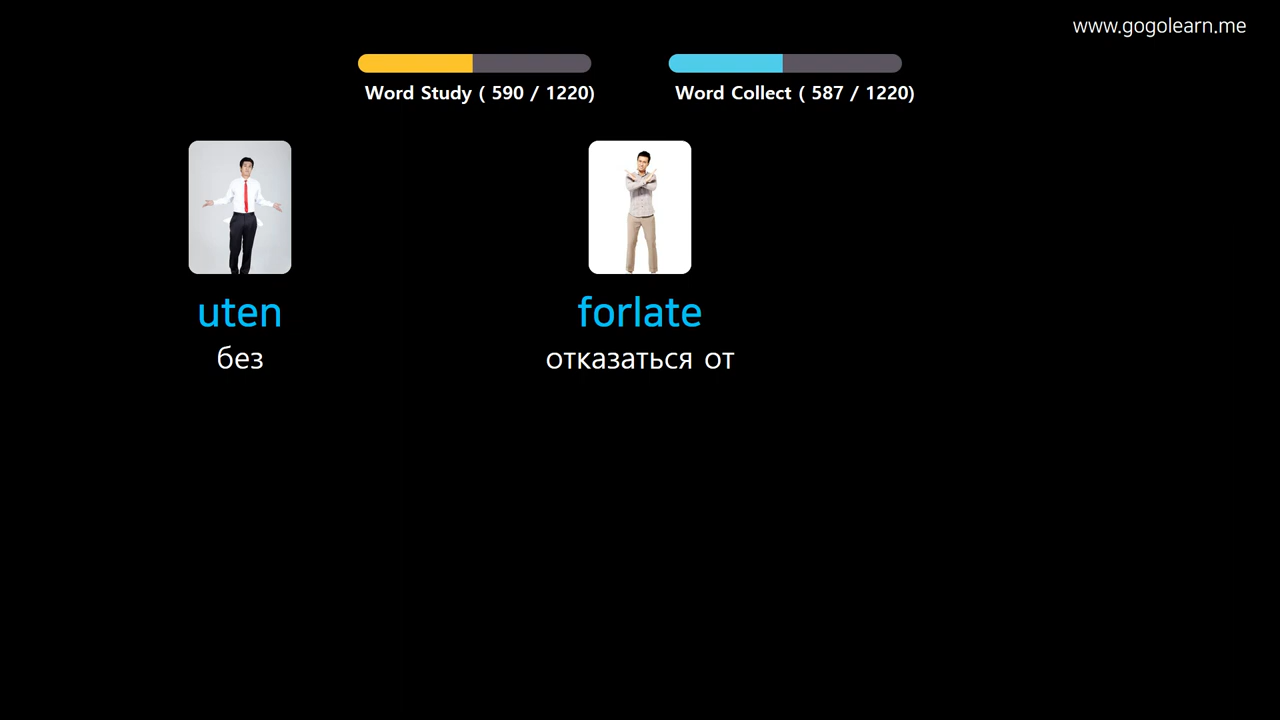 www.gogolearn.me
Word Study ( 590 / 1220)
Word Collect ( 587 / 1220)
uten
без
forlate
отказаться от